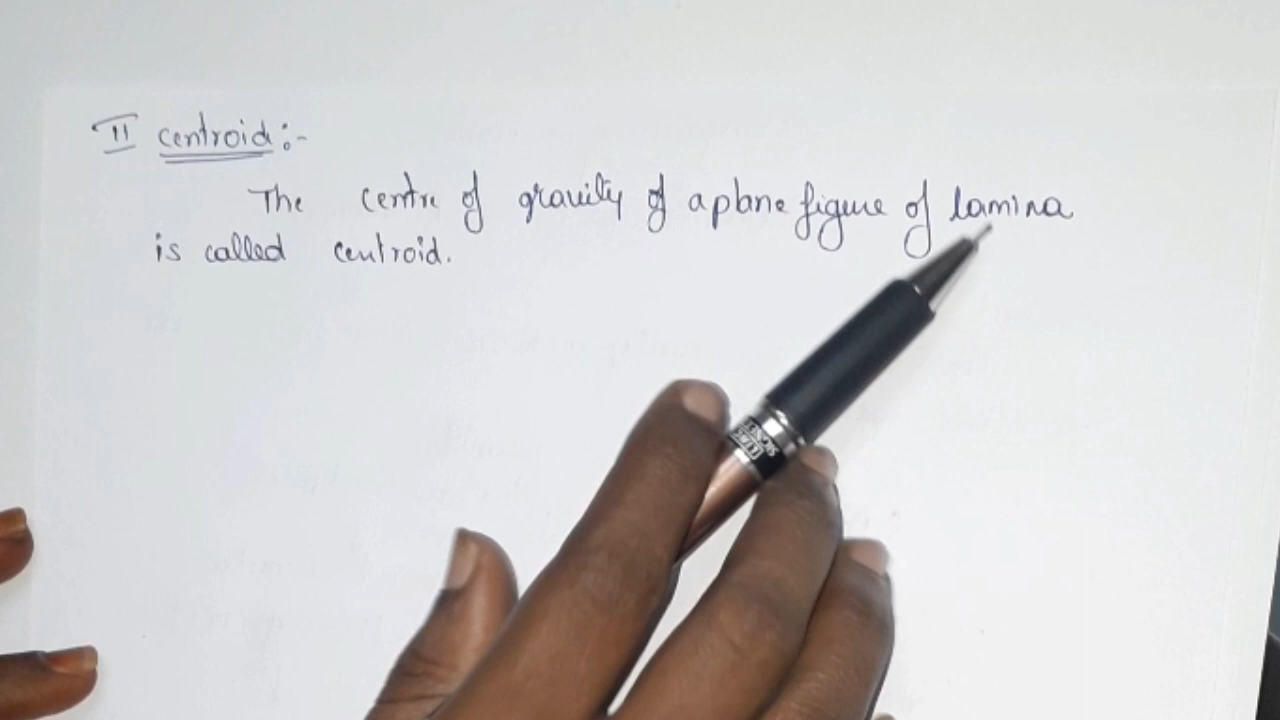 II centroid:-
The centre of gravity of a plane figure of lamina
is called centroid.